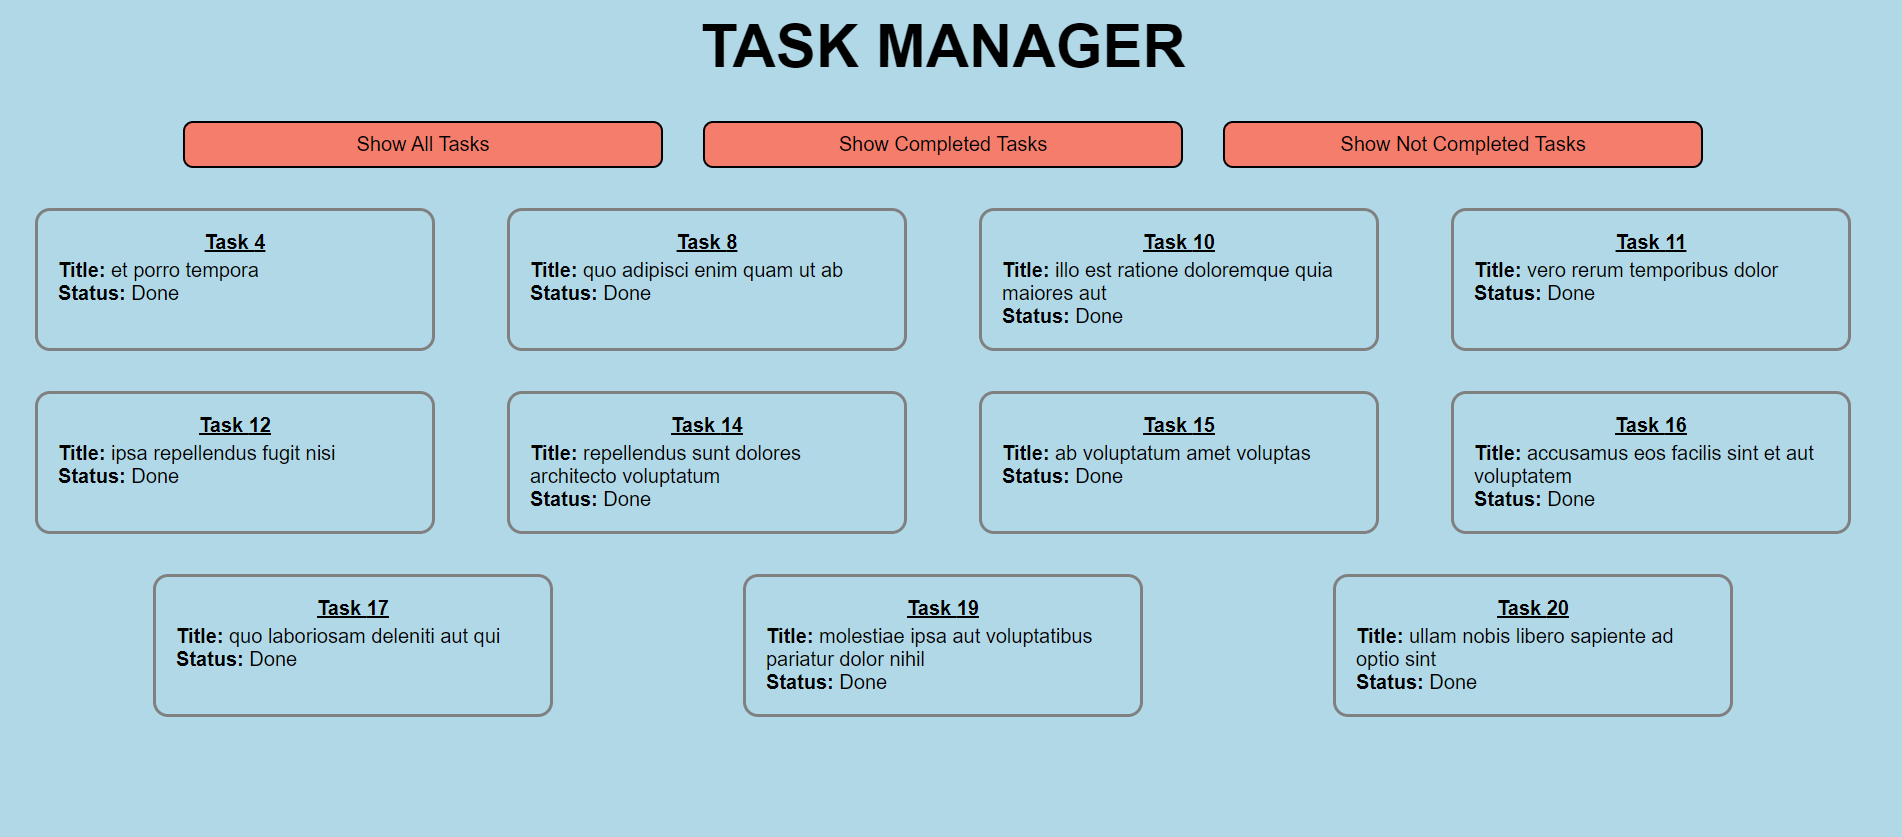 TASK MANAGER
Show All Tasks
Show Completed Tasks
Show Not Completed Tasks
Task 4
Title: et porro tempora
Status: Done
Task 8
Title: quo adipisci enim quam ut ab
Status: Done
Task 10
Title: illo est ratione doloremque quia
maiores aut
Status: Done
Task 11
Title: vero rerum temporibus dolor
Status: Done
Task 12
Title: ipsa repellendus fugit nisi
Status: Done
Task 14
Title: repellendus sunt dolores
architecto voluptatum
Status: Done
Task 15
Title: ab voluptatum amet voluptas
Status: Done
Task 16
Title: accusamus eos facilis sint et aut
voluptatem
Status: Done
Task 17
Title: quo laboriosam deleniti aut qui
Status: Done
Task 19
Title: molestiae ipsa aut voluptatibus
pariatur dolor nihil
Status: Done
Task 20
Title: ullam nobis libero sapiente ad
optio sint
Status: Done